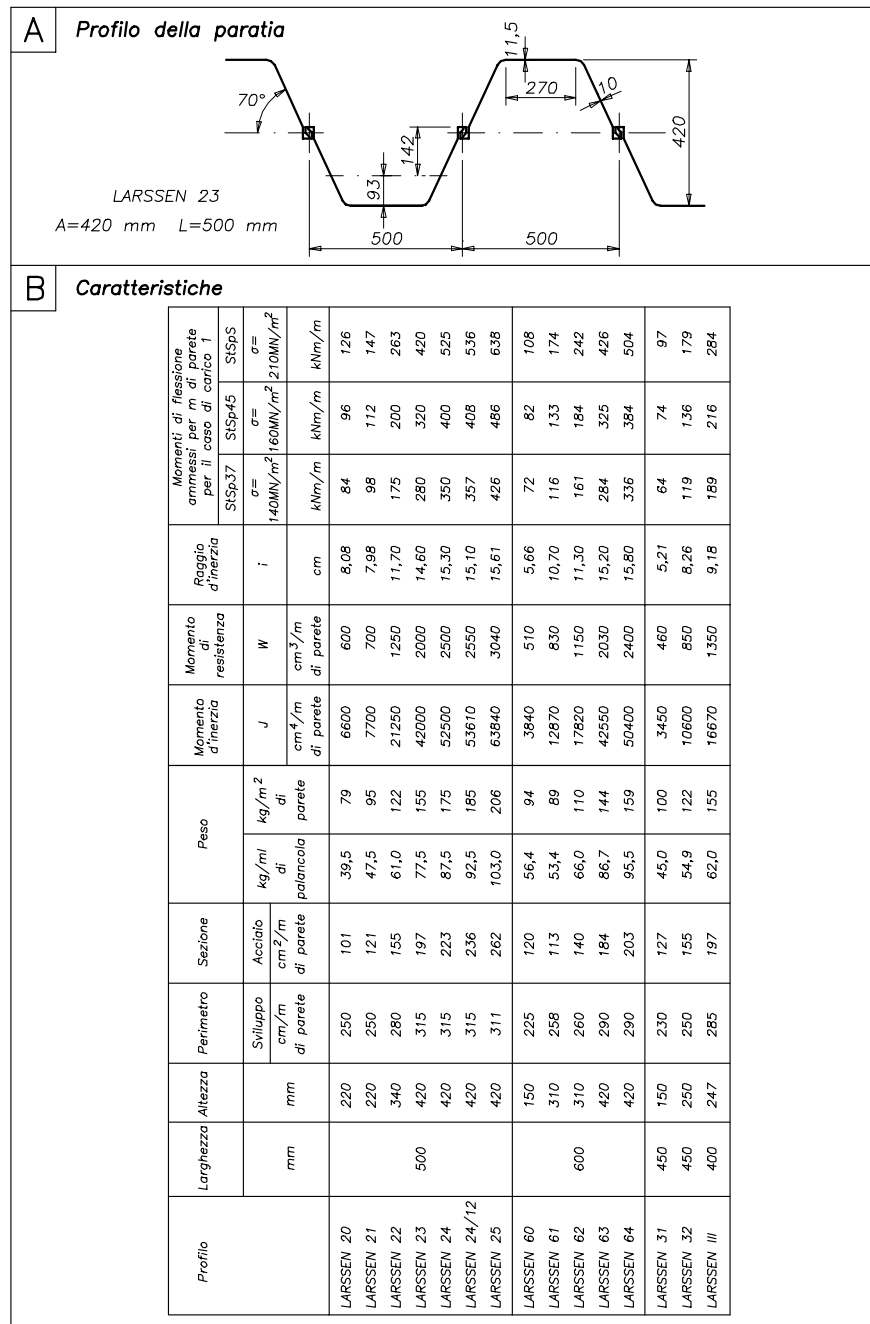 A Profilo della paratia
11,5
270
10
70°
142
93
420
LARSSEN 23
A=420 mm L=500 mm
500 500
B Caratteristiche
Profilo Larghezza Altezza Perimetro Sezione Peso Momento d'inerzia Momento di resistenza Raggio d'inerzia Momenti di flessione ammessi per m di parete per il caso di carico 1
Sviluppo Acciaio kg/ml di palancola kg/m² di parete J W i StSp37 StSp45 StSpS
mm mm cm/m di parete cm²/m di parete cm⁴/m di parete cm³/m di parete cm σ= 140MN/m² σ= 160MN/m² σ= 210MN/m²
kNm/m kNm/m kNm/m
LARSSEN 20 500 220 250 101 39,5 79 6600 600 8,08 84 96 126
LARSSEN 21 220 250 121 47,5 95 7700 700 7,98 98 112 147
LARSSEN 22 340 280 155 61,0 122 21250 1250 11,70 175 200 263
LARSSEN 23 420 315 197 77,5 155 42000 2000 14,60 280 320 420
LARSSEN 24 420 315 223 87,5 175 52500 2500 15,30 350 400 525
LARSSEN 24/12 420 315 236 92,5 185 53610 2550 15,10 357 408 536
LARSSEN 25 420 311 262 103,0 206 63840 3040 15,61 426 486 638
LARSSEN 60 600 150 225 120 56,4 94 3840 510 5,66 72 82 108
LARSSEN 61 310 258 113 53,4 89 12870 830 10,70 116 133 174
LARSSEN 62 310 260 140 66,0 110 17820 1150 11,30 161 184 242
LARSSEN 63 420 290 184 86,7 144 42550 2030 15,20 284 325 426
LARSSEN 64 420 290 203 95,5 159 50400 2400 15,80 336 384 504
LARSSEN 31 450 150 230 127 45,0 100 3450 460 5,21 64 74 97
LARSSEN 32 450 250 250 155 54,9 122 10600 850 8,26 119 136 179
LARSSEN III 400 247 285 197 62,0 155 16670 1350 9,18 189 216 284